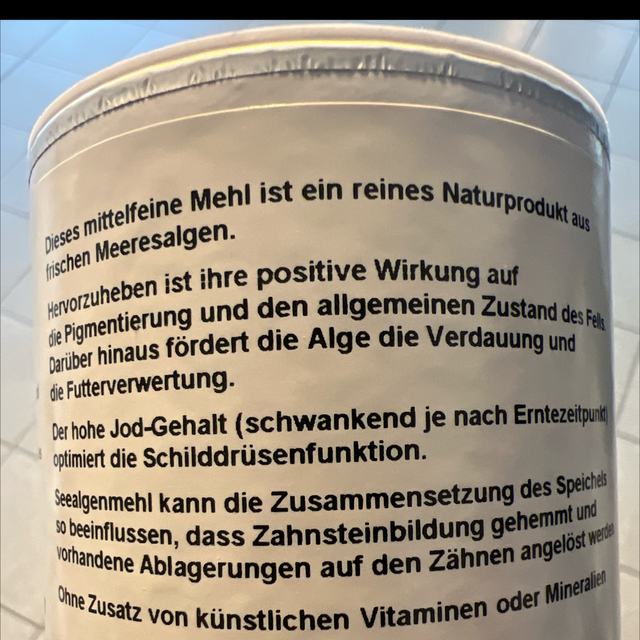 Dieses mittelfeine Mehl ist ein reines Naturprodukt aus
frischen Meeresalgen.
Hervorzuheben ist ihre positive Wirkung auf
die Pigmentierung und den allgemeinen Zustand des Fells.
Darüber hinaus fördert die Alge die Verdauung und
die Futterverwertung.
Der hohe Jod-Gehalt (schwankend je nach Erntezeitpunkt)
optimiert die Schilddrüsenfunktion.
Seealgenmehl kann die Zusammensetzung des Speichels
so beeinflussen, dass Zahnsteinbildung gehemmt und
vorhandene Ablagerungen auf den Zähnen angelöst werden
Ohne Zusatz von künstlichen Vitaminen oder Mineralien